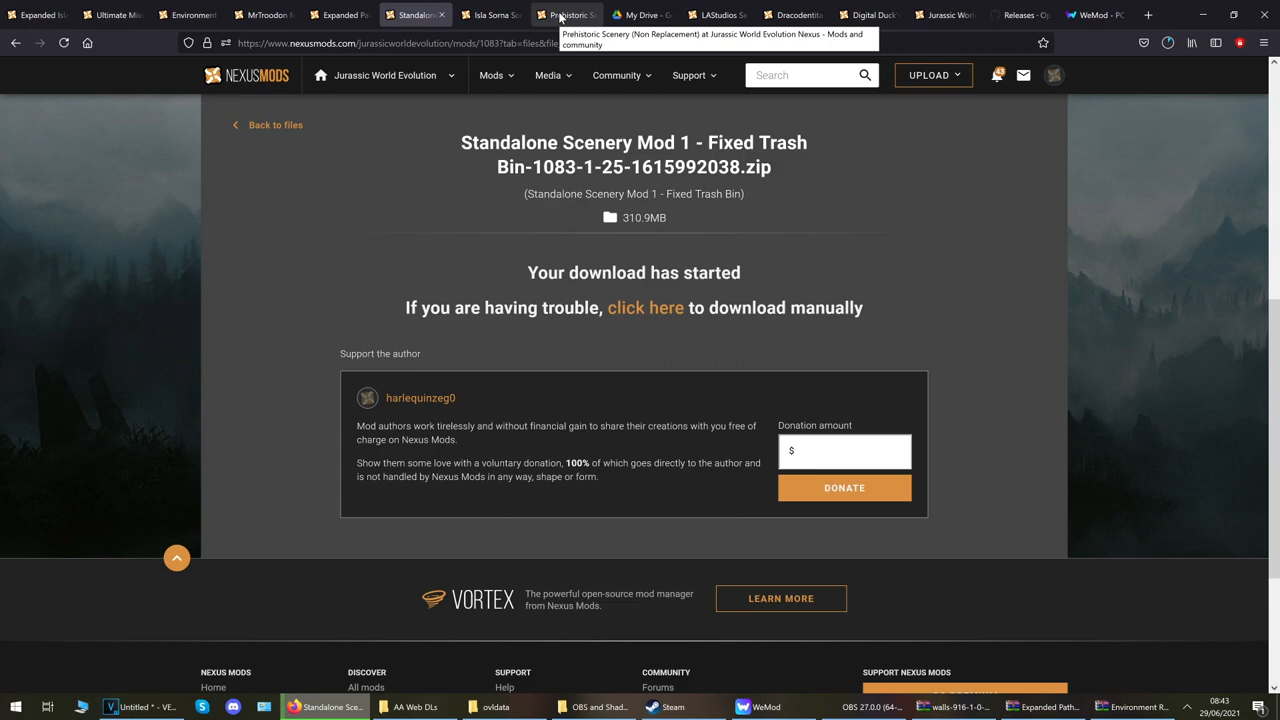 Expanded Is
Ultimate Mis
Environment
MrTroodon
Expanded Fo
Standalone
Isla Sorna Sc
Prehistoric Sc
My Drive - G
LAStudios Se
Dracodentita
Digital Duck'
Jurassic Worl
Releases · Op
WeMod - PC
Prehistoric Scenery (Non Replacement) at Jurassic World Evolution Nexus - Mods and
community
https://www.nexusmods.com/jurassicworldevolution/mods/1083?tab=files&file
NEXUSMODS
Jurassic World Evolution
Mods
Media
Community
Support
Search
UPLOAD
43
Back to files
Standalone Scenery Mod 1 - Fixed Trash
Bin-1083-1-25-1615992038.zip
(Standalone Scenery Mod 1 - Fixed Trash Bin)
310.9MB
Your download has started
If you are having trouble, click here to download manually
Support the author
harlequinzeg0
Mod authors work tirelessly and without financial gain to share their creations with you free of
charge on Nexus Mods.
Show them some love with a voluntary donation, 100% of which goes directly to the author and
is not handled by Nexus Mods in any way, shape or form.
Donation amount
$
DONATE
VORTEX
The powerful open-source mod manager
from Nexus Mods.
LEARN MORE
NEXUS MODS
DISCOVER
SUPPORT
COMMUNITY
SUPPORT NEXUS MODS
Home
All mods
Help
Forums
Untitled * - VE...
Standalone Sce...
AA Web DLs
ovldata
OBS and Shad...
Steam
WeMod
OBS 27.0.0 (64-...
walls-916-1-0-...
Expanded Path...
Environment R...
08:43
29/06/2021